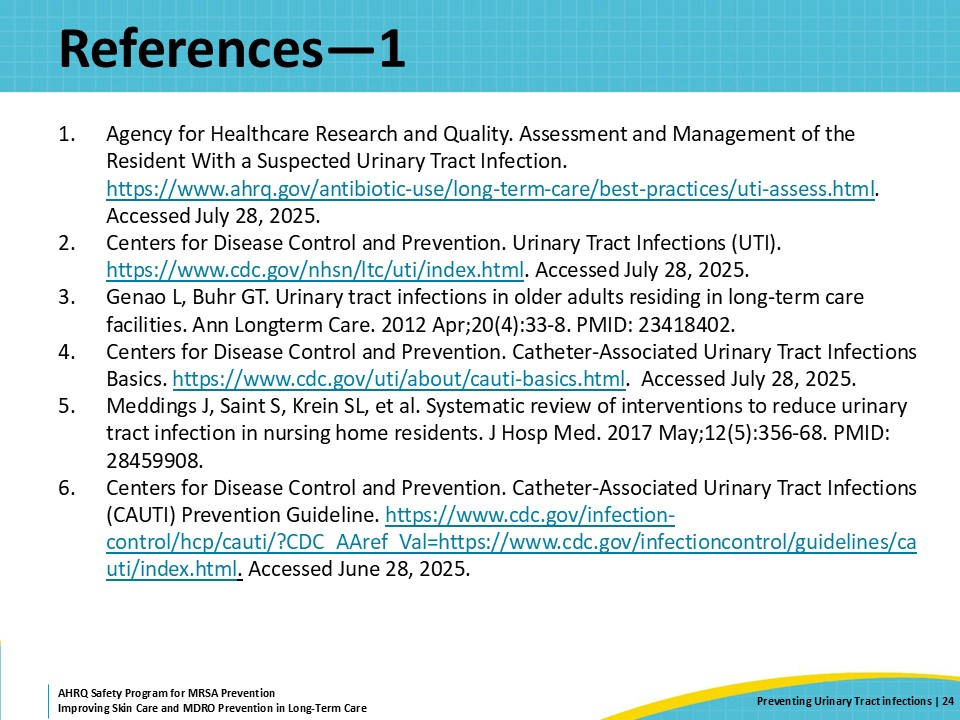 References—1
1. Agency for Healthcare Research and Quality. Assessment and Management of the
Resident With a Suspected Urinary Tract Infection.
https://www.ahrq.gov/antibiotic-use/long-term-care/best-practices/uti-assess.html.
Accessed July 28, 2025.
2. Centers for Disease Control and Prevention. Urinary Tract Infections (UTI).
https://www.cdc.gov/nhsn/ltc/uti/index.html. Accessed July 28, 2025.
3. Genao L, Buhr GT. Urinary tract infections in older adults residing in long-term care
facilities. Ann Longterm Care. 2012 Apr;20(4):33-8. PMID: 23418402.
4. Centers for Disease Control and Prevention. Catheter-Associated Urinary Tract Infections
Basics. https://www.cdc.gov/uti/about/cauti-basics.html.  Accessed July 28, 2025.
5. Meddings J, Saint S, Krein SL, et al. Systematic review of interventions to reduce urinary
tract infection in nursing home residents. J Hosp Med. 2017 May;12(5):356-68. PMID:
28459908.
6. Centers for Disease Control and Prevention. Catheter-Associated Urinary Tract Infections
(CAUTI) Prevention Guideline. https://www.cdc.gov/infection-
control/hcp/cauti/?CDC_AAref_Val=https://www.cdc.gov/infectioncontrol/guidelines/ca
uti/index.html. Accessed June 28, 2025.
AHRQ Safety Program for MRSA Prevention
Improving Skin Care and MDRO Prevention in Long-Term Care
Preventing Urinary Tract infections | 24